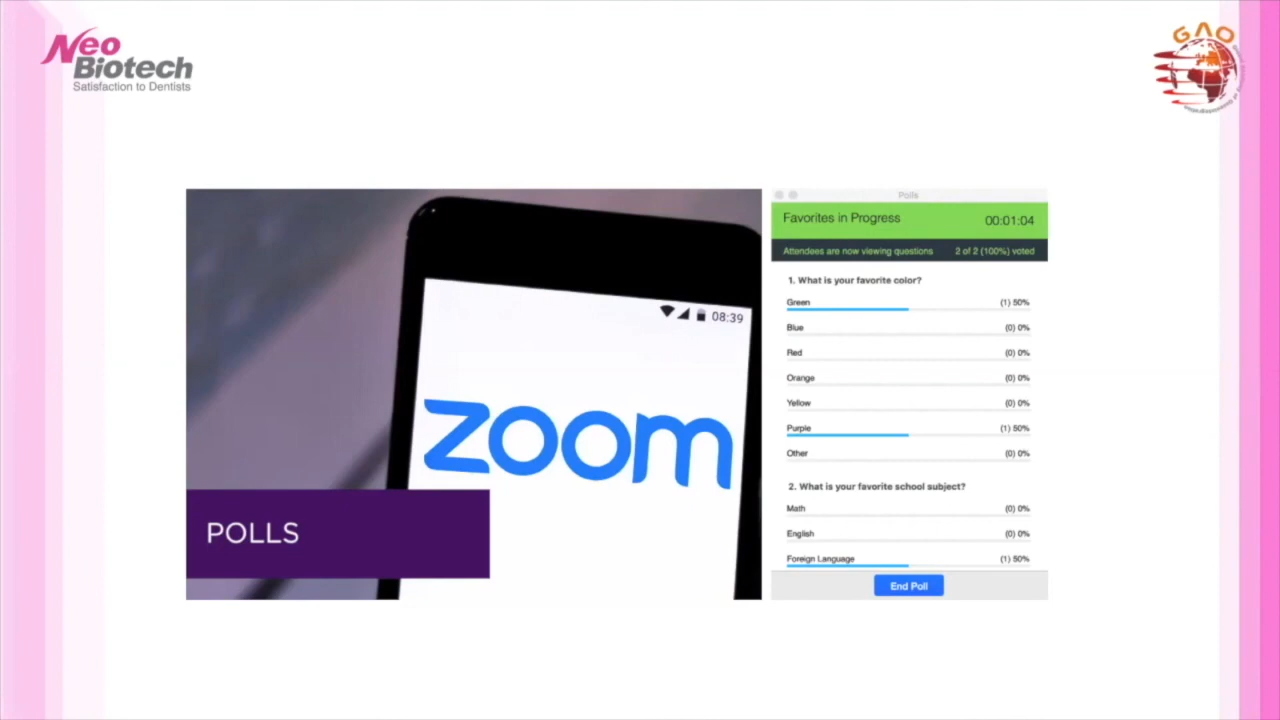 Neo
Biotech
Satisfaction to Dentists
GAO
08:39
zoom
POLLS
Polls
Favorites in Progress 00:01:04
Attendees are now viewing questions 2 of 2 (100%) voted
1. What is your favorite color?
Green (1) 50%
Blue (0) 0%
Red (0) 0%
Orange (0) 0%
Yellow (0) 0%
Purple (1) 50%
Other (0) 0%
2. What is your favorite school subject?
Math (0) 0%
English (0) 0%
Foreign Language (1) 50%
End Poll